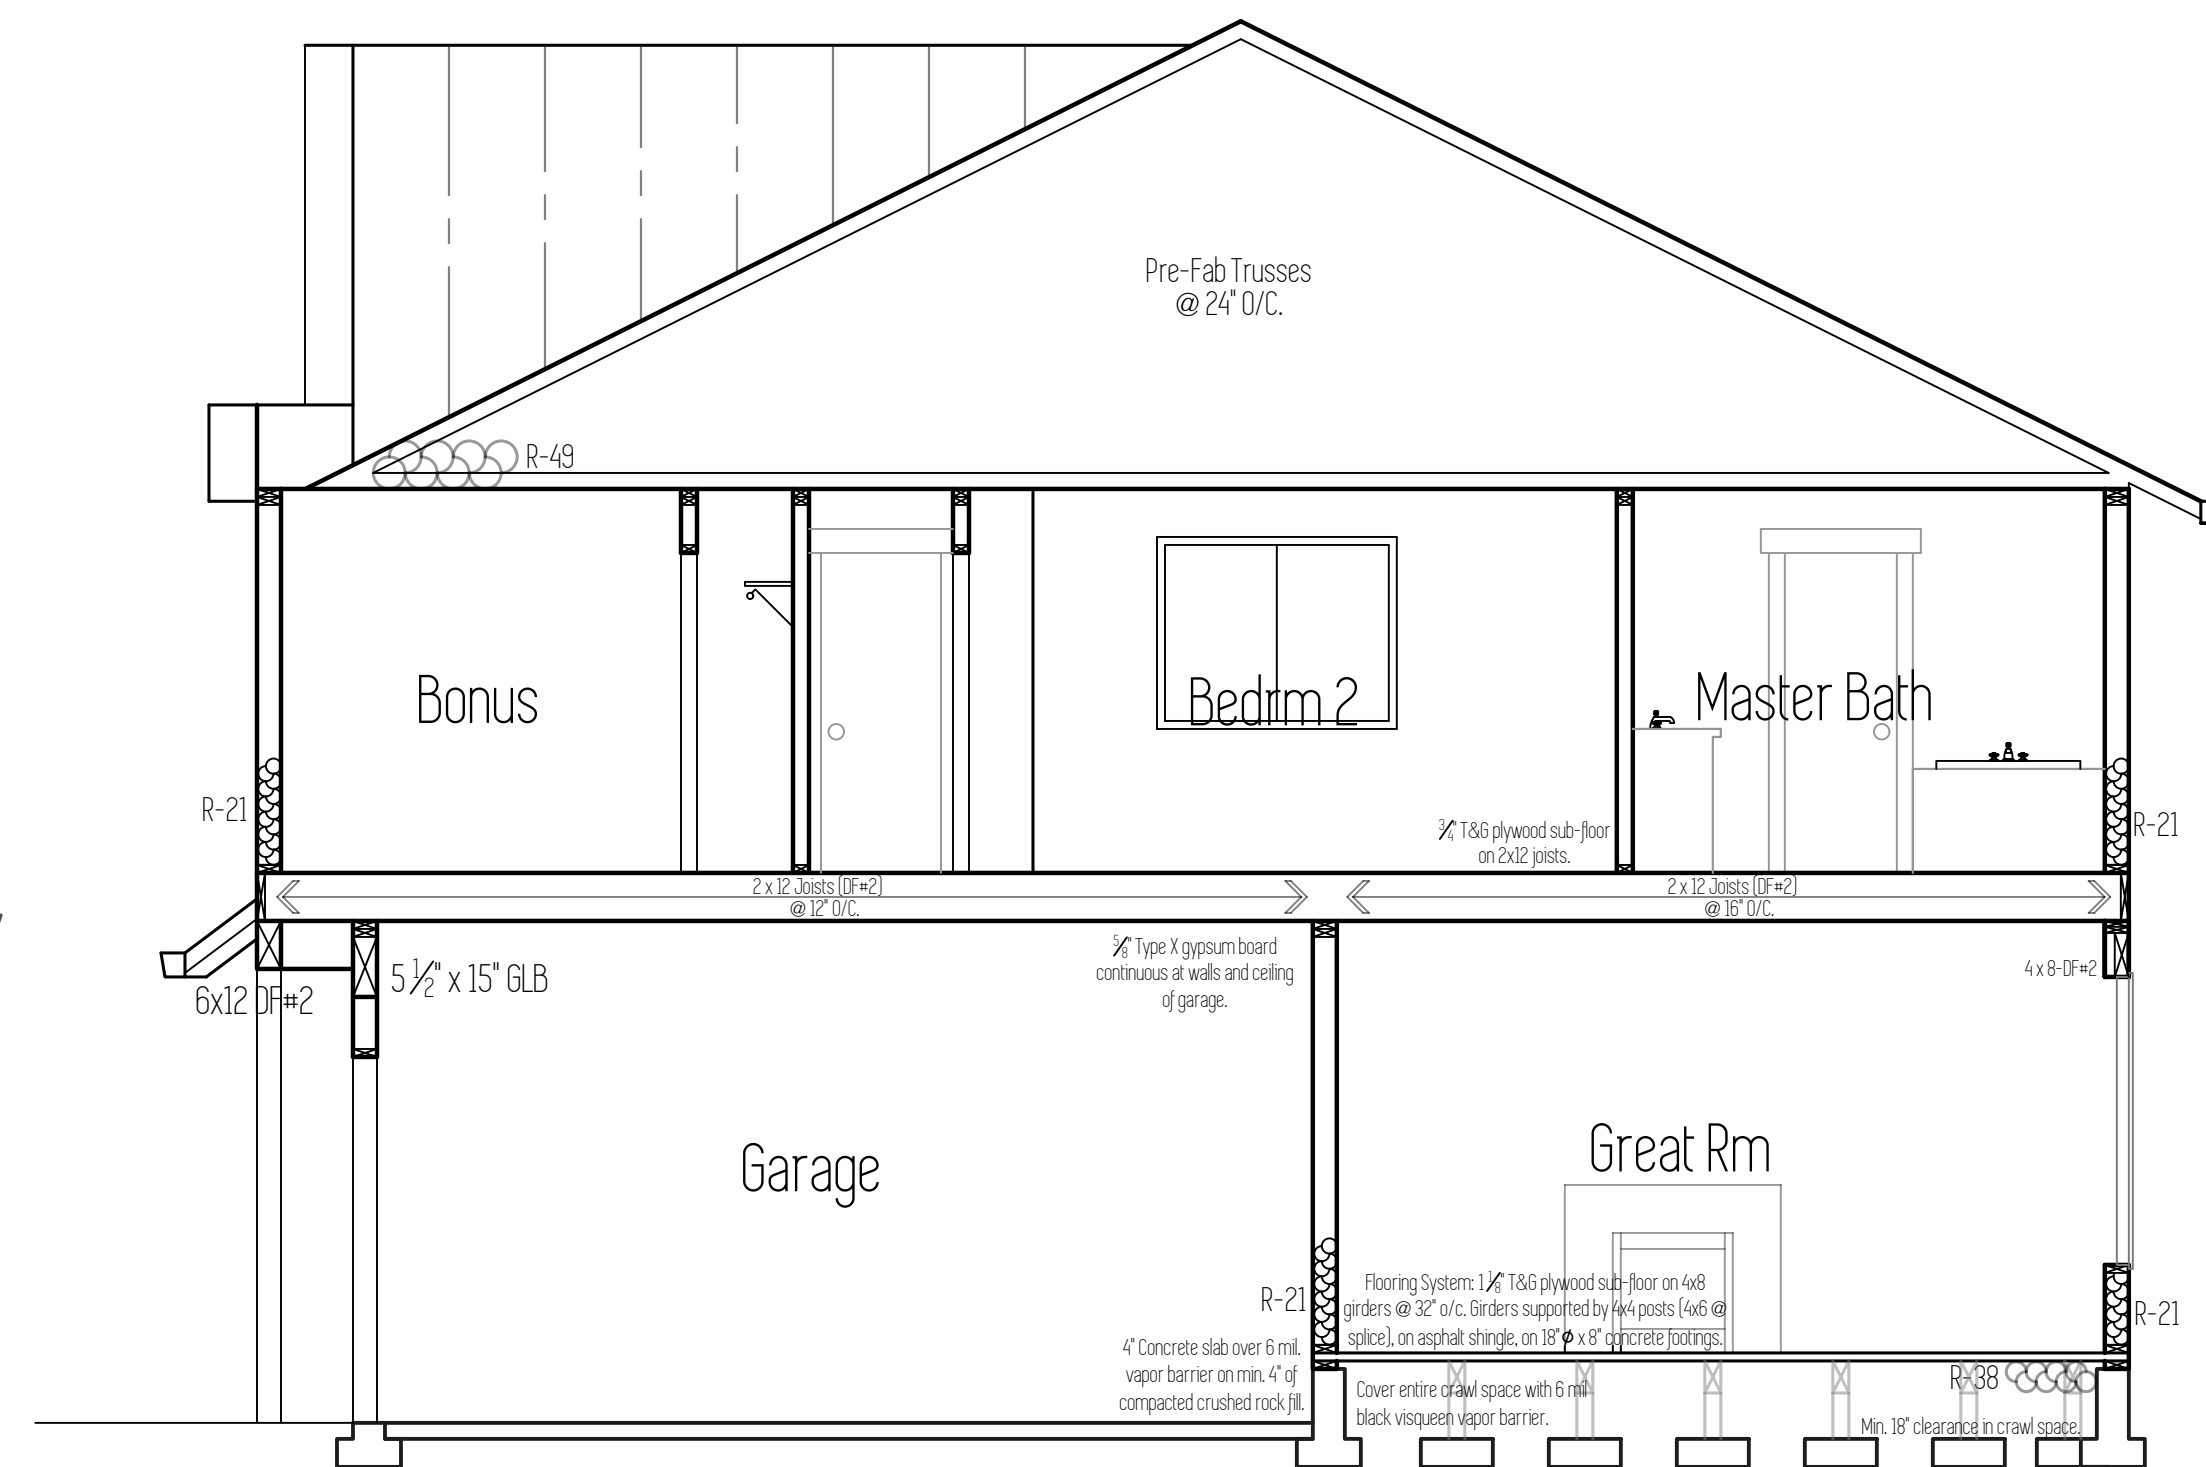 Pre-Fab Trusses
@ 24" O/C.
R-49
Bonus
Bedrm 2
Master Bath
R-21
R-21
3/4" T&G plywood sub-floor
on 2x12 joists.
2 x 12 Joists (DF#2)
@ 12" O/C.
2 x 12 Joists (DF#2)
@ 16" O/C.
5/8" Type X gypsum board
continuous at walls and ceiling
of garage.
4 x 8-DF#2
5 1/2" x 15" GLB
6x12 DF#2
Garage
Great Rm
R-21
Flooring System: 1 1/8" T&G plywood sub-floor on 4x8
girders @ 32" o/c. Girders supported by 4x4 posts (4x6 @
splice), on asphalt shingle, on 18"ϕ x 8" concrete footings.
R-21
4" Concrete slab over 6 mil.
vapor barrier on min. 4" of
compacted crushed rock fill.
Cover entire crawl space with 6 mil
black visqueen vapor barrier.
R-38
Min. 18" clearance in crawl space.